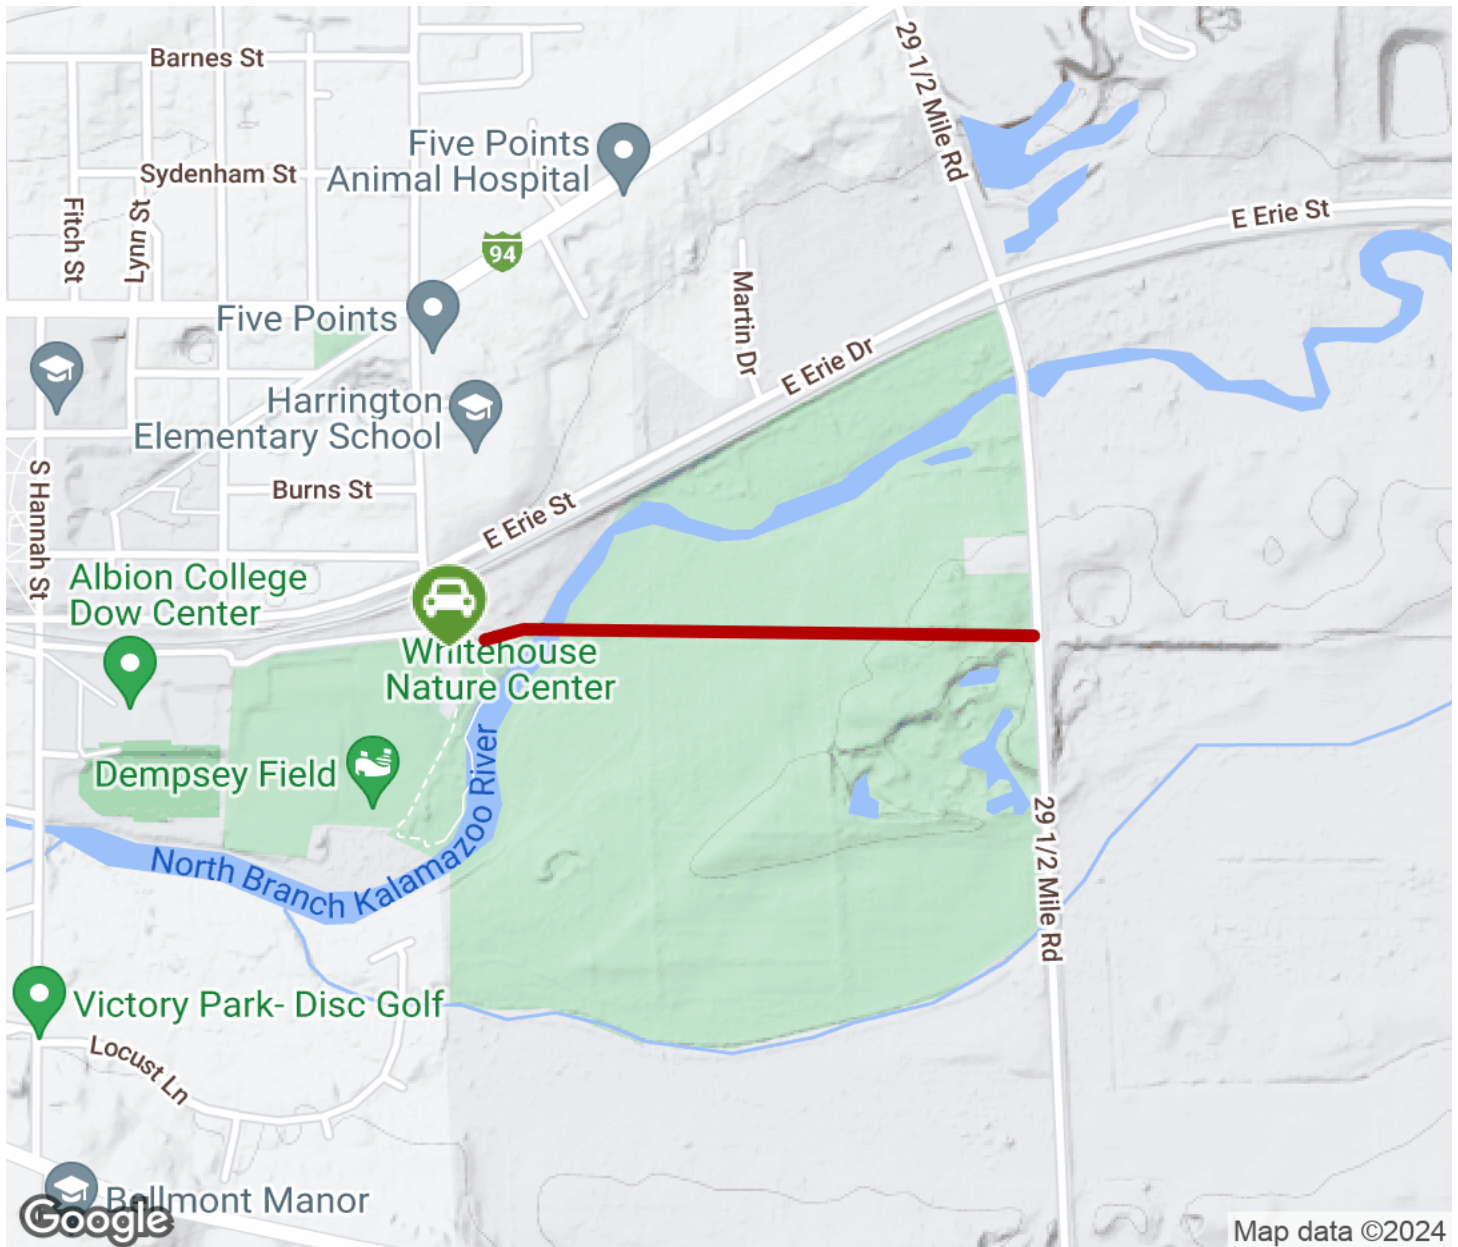 Barnes St
29 1/2 Mile Rd
Five Points
Animal Hospital
Sydenham St
Fitch St
Lynn St
E Erie St
94
Martin Dr
Five Points
E Erie Dr
Harrington
Elementary School
S Hannah St
Burns St
E Erie St
Albion College
Dow Center
Whitehouse
Nature Center
Dempsey Field
North Branch Kalamazoo River
29 1/2 Mile Rd
Victory Park- Disc Golf
Locust Ln
Bellmont Manor
Google
Map data ©2024